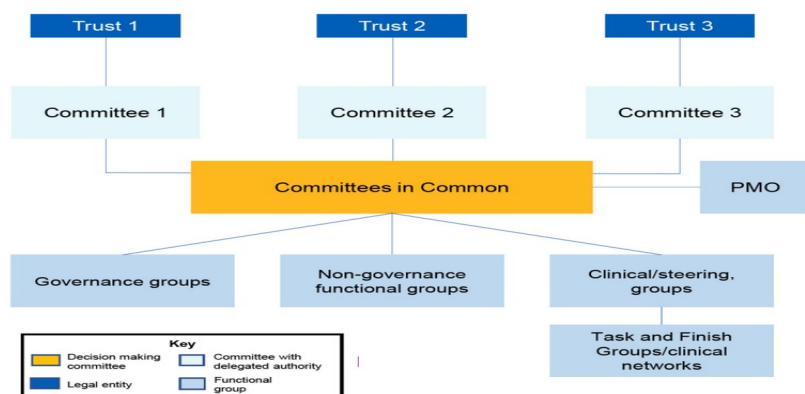 Trust 1
Trust 2
Trust 3
Committee 1
Committee 2
Committee 3
Committees in Common
PMO
Governance groups
Non-governance
functional groups
Clinical/steering,
groups
Task and Finish
Groups/clinical
networks
Key
Decision making
committee
Committee with
delegated authority
Legal entity
Functional
group